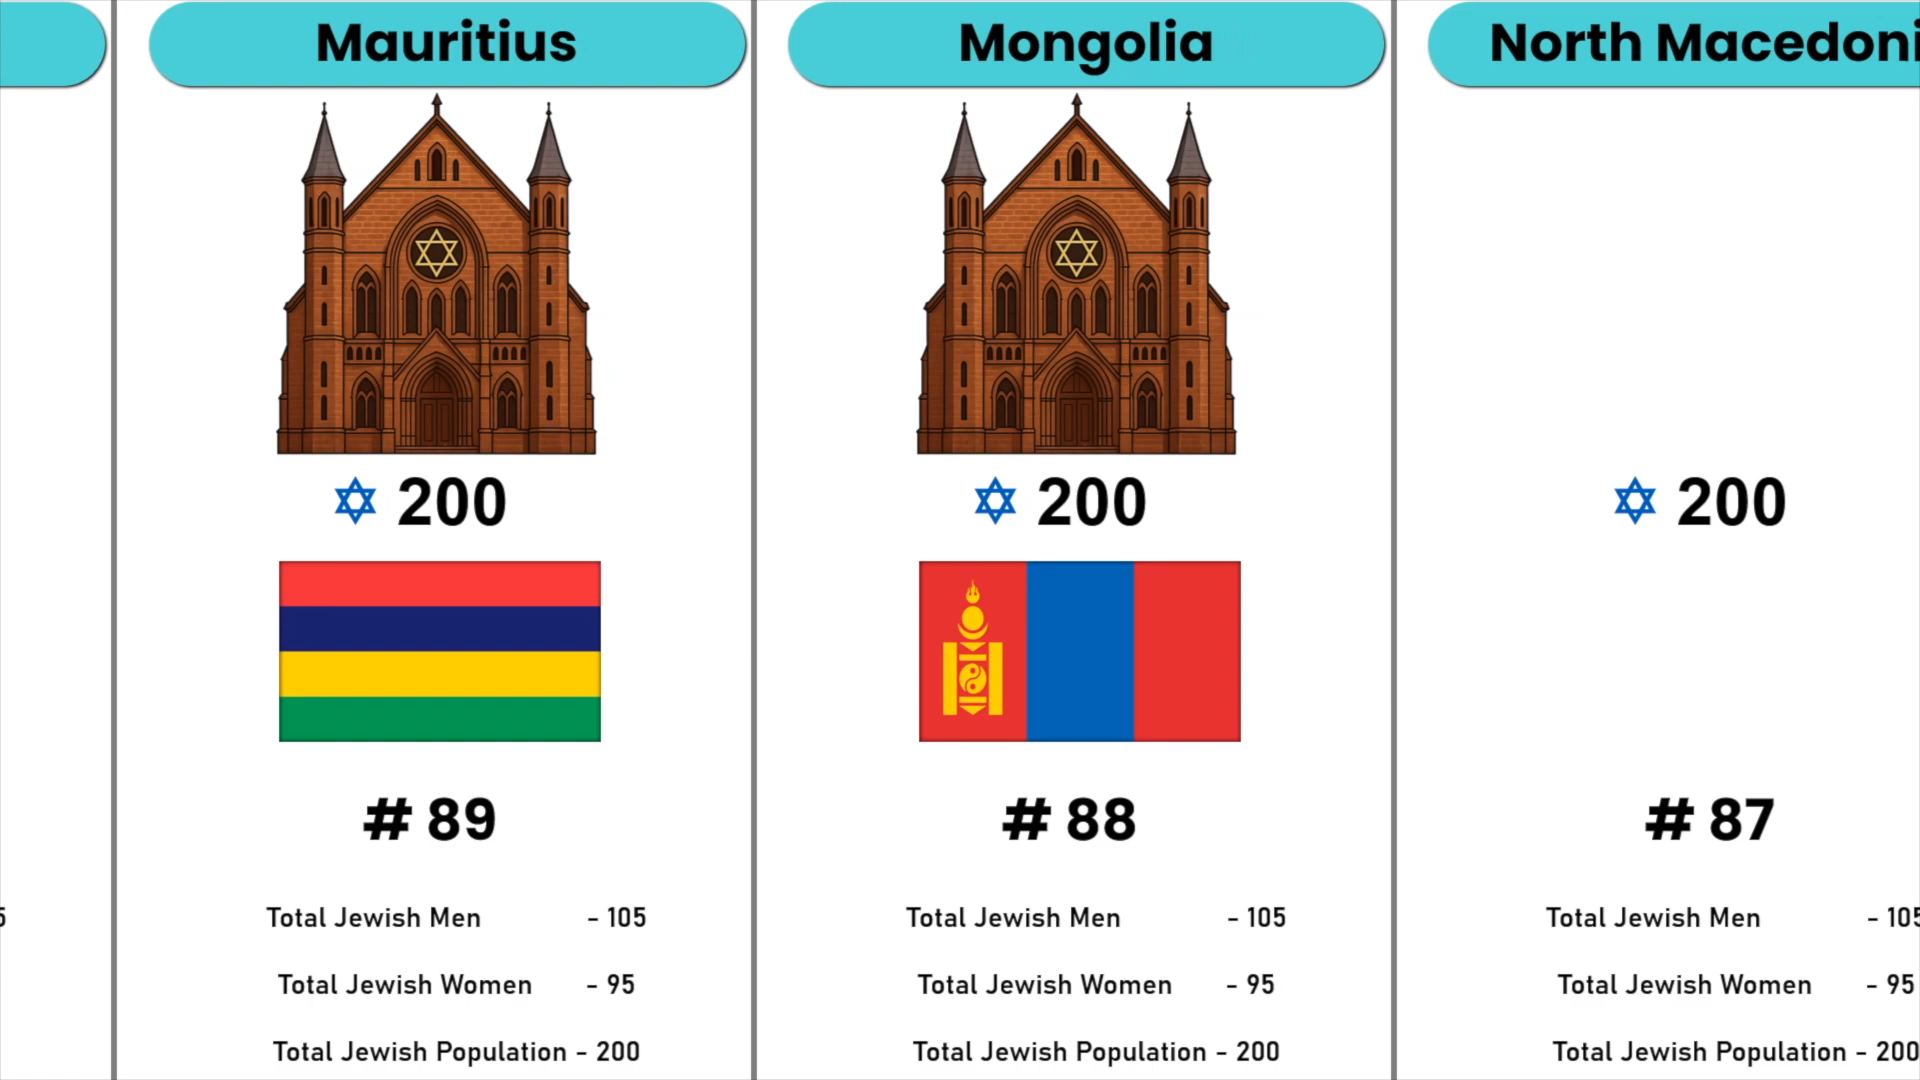 Mauritius
200
# 89
Total Jewish Men - 105
Total Jewish Women - 95
Total Jewish Population - 200
Mongolia
200
# 88
Total Jewish Men - 105
Total Jewish Women - 95
Total Jewish Population - 200
North Macedoni
200
# 87
Total Jewish Men - 105
Total Jewish Women - 95
Total Jewish Population - 200